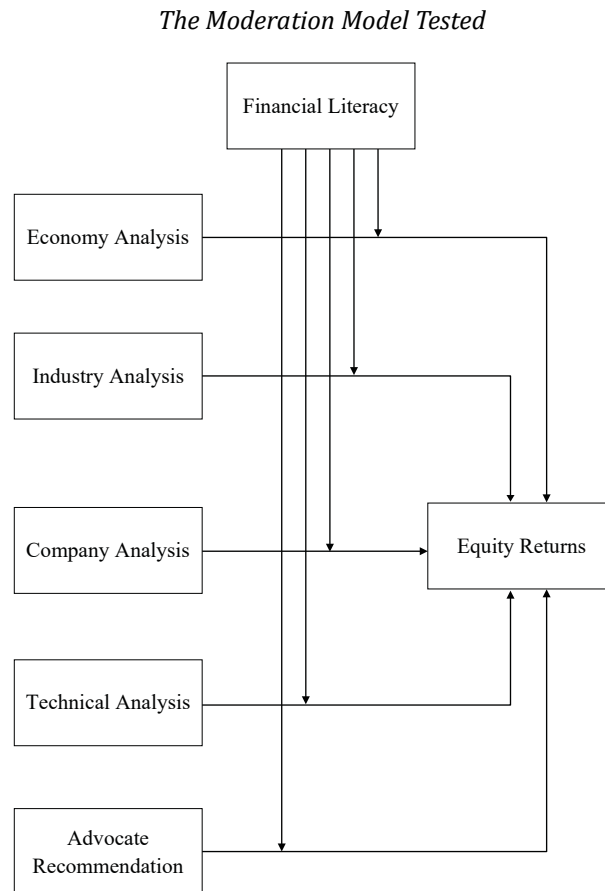 The Moderation Model Tested
Financial Literacy
Economy Analysis
Industry Analysis
Company Analysis
Equity Returns
Technical Analysis
Advocate
Recommendation